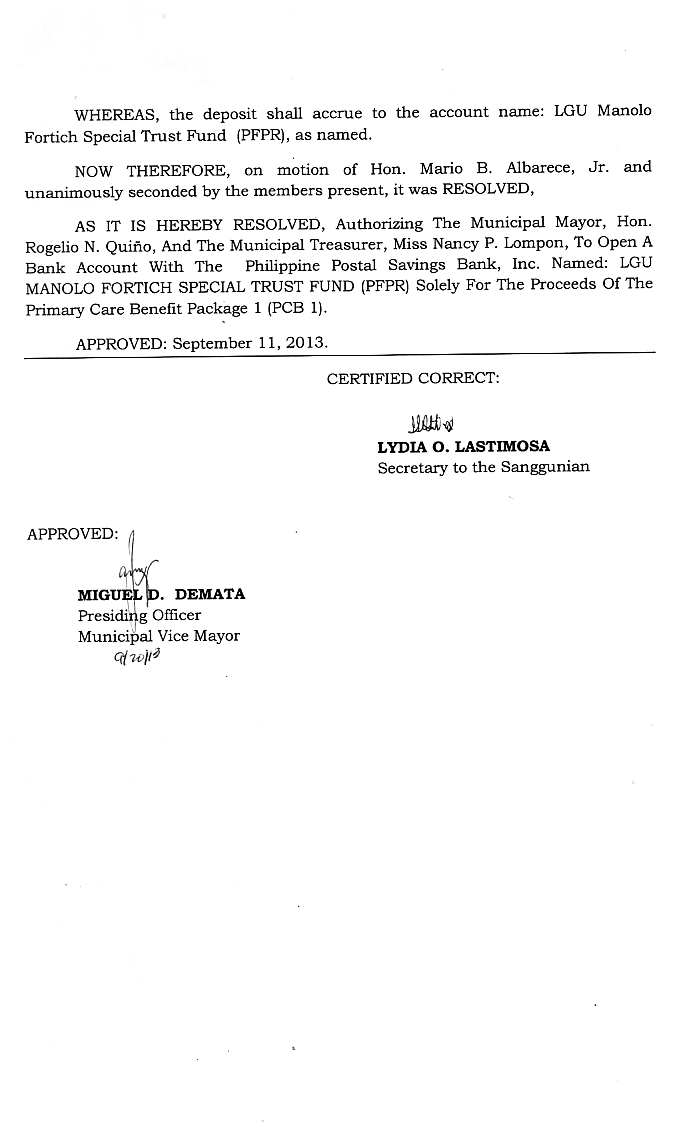 WHEREAS, the deposit shall accrue to the account name: LGU Manolo
Fortich Special Trust Fund (PFPR), as named.
NOW THEREFORE, on motion of Hon. Mario B. Albarece, Jr. and
unanimously seconded by the members present, it was RESOLVED,
AS IT IS HEREBY RESOLVED, Authorizing The Municipal Mayor, Hon.
Rogelio N. Quiño, And The Municipal Treasurer, Miss Nancy P. Lompon, To Open A
Bank Account With The Philippine Postal Savings Bank, Inc. Named: LGU
MANOLO FORTICH SPECIAL TRUST FUND (PFPR) Solely For The Proceeds Of The
Primary Care Benefit Package 1 (PCB 1).
APPROVED: September 11, 2013.
CERTIFIED CORRECT:
LYDIA O. LASTIMOSA
Secretary to the Sanggunian
APPROVED:
MIGUEL D. DEMATA
Presiding Officer
Municipal Vice Mayor
9/20/13